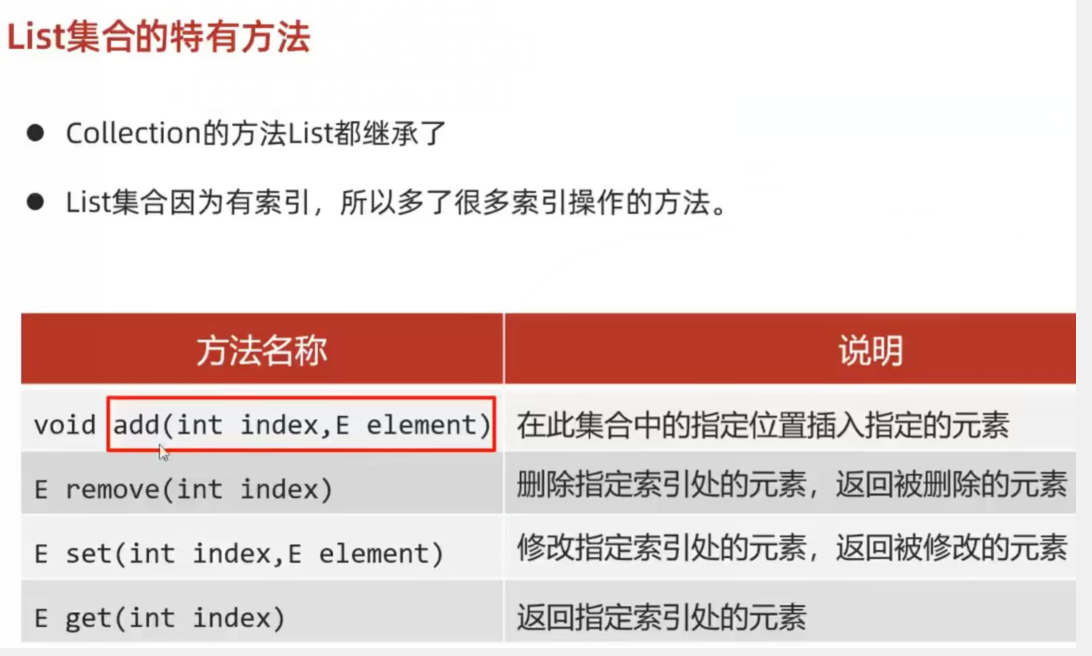 List集合的特有方法
● Collection的方法List都继承了
● List集合因为有索引，所以多了很多索引操作的方法。
方法名称 说明
void add(int index,E element) 在此集合中的指定位置插入指定的元素
E remove(int index) 删除指定索引处的元素，返回被删除的元素
E set(int index,E element) 修改指定索引处的元素，返回被修改的元素
E get(int index) 返回指定索引处的元素